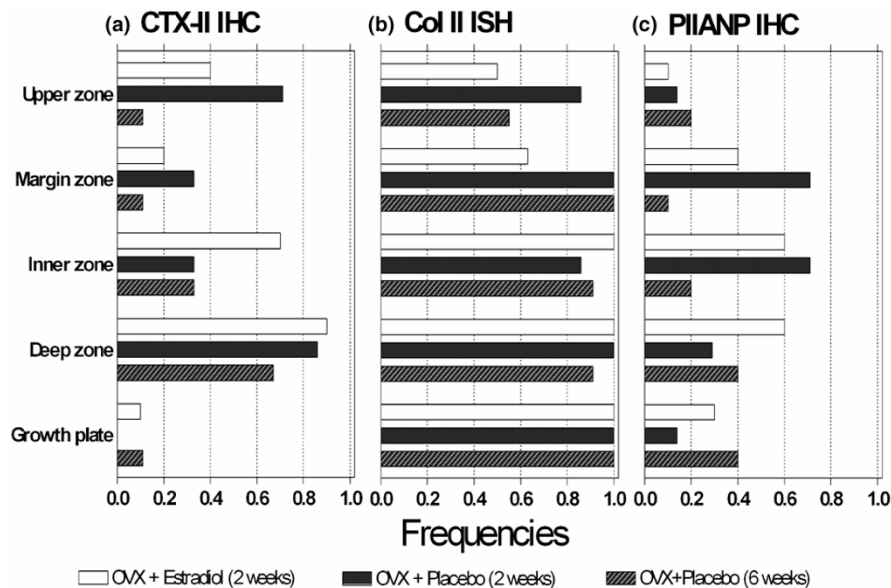 (a) CTX-II IHC (b) Col II ISH (c) PIIANP IHC
Upper zone
Margin zone
Inner zone
Deep zone
Growth plate
0.0 0.2 0.4 0.6 0.8 1.0 0.0 0.2 0.4 0.6 0.8 1.0 0.0 0.2 0.4 0.6 0.8 1.0
Frequencies
OVX + Estradiol (2 weeks) OVX + Placebo (2 weeks) OVX+Placebo (6 weeks)